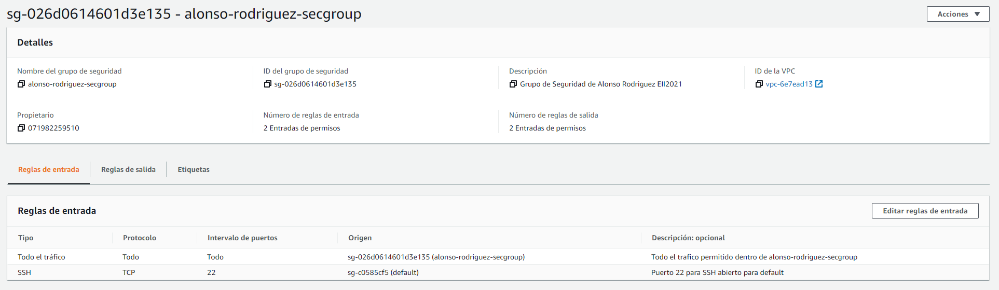 sg-026d0614601d3e135 - alonso-rodriguez-secgroup
Acciones
Detalles
Nombre del grupo de seguridad
ID del grupo de seguridad
Descripción
ID de la VPC
alonso-rodriguez-secgroup
sg-026d0614601d3e135
Grupo de Seguridad de Alonso Rodriguez EII2021
vpc-6e7ead13
Propietario
Número de reglas de entrada
Número de reglas de salida
071982259510
2 Entradas de permisos
2 Entradas de permisos
Reglas de entrada
Reglas de salida
Etiquetas
Reglas de entrada
Editar reglas de entrada
Tipo
Protocolo
Intervalo de puertos
Origen
Descripción: opcional
Todo el tráfico
Todo
Todo
sg-026d0614601d3e135 (alonso-rodriguez-secgroup)
Todo el trafico permitido dentro de alonso-rodriguez-secgroup
SSH
TCP
22
sg-c0585cf5 (default)
Puerto 22 para SSH abierto para default